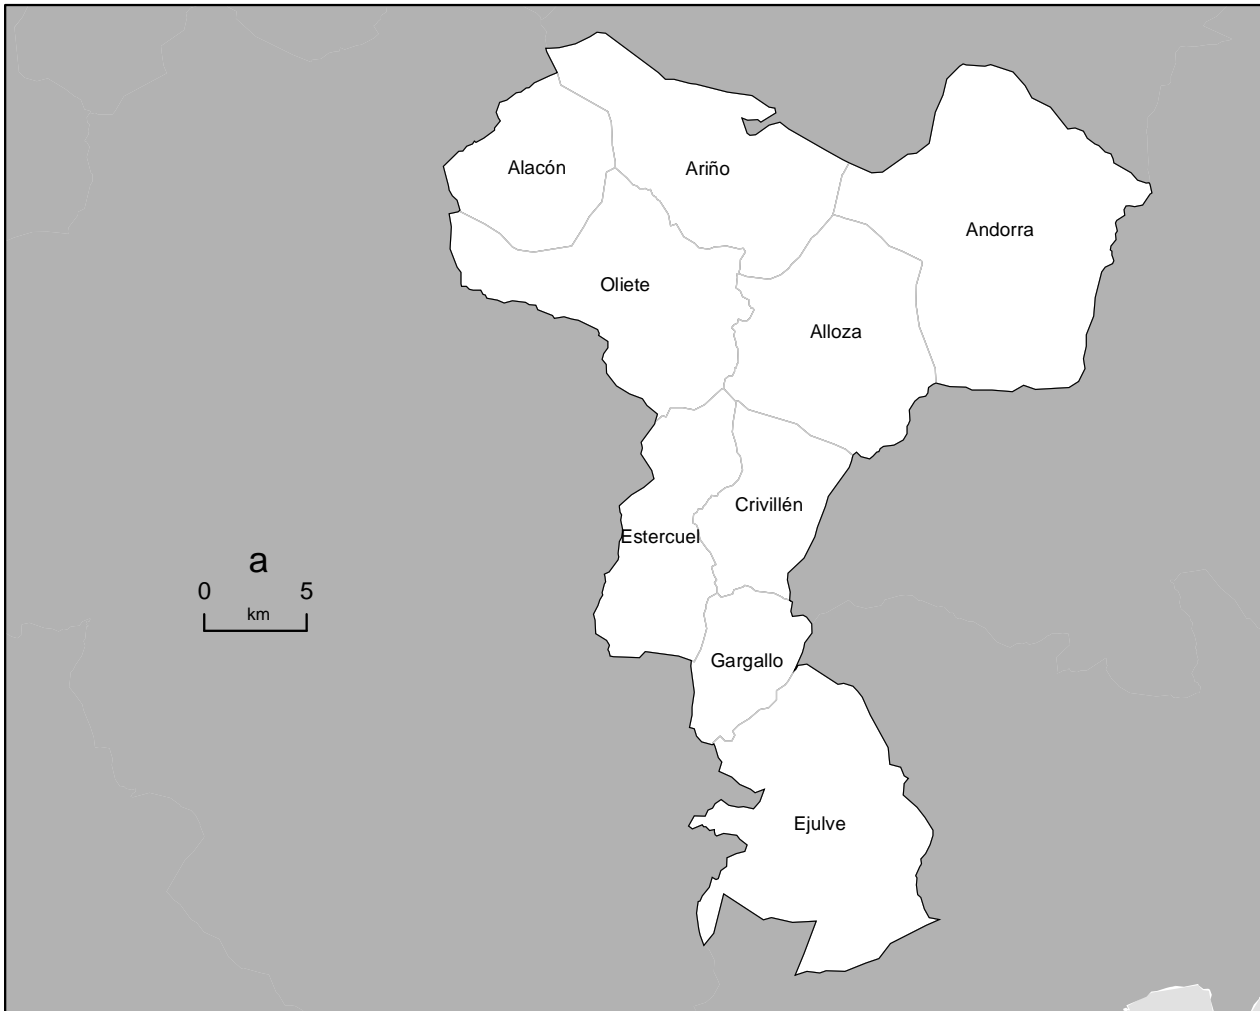 Alacón
Ariño
Andorra
Oliete
Alloza
Crivillén
Estercuel
a
0 5
km
Gargallo
Ejulve